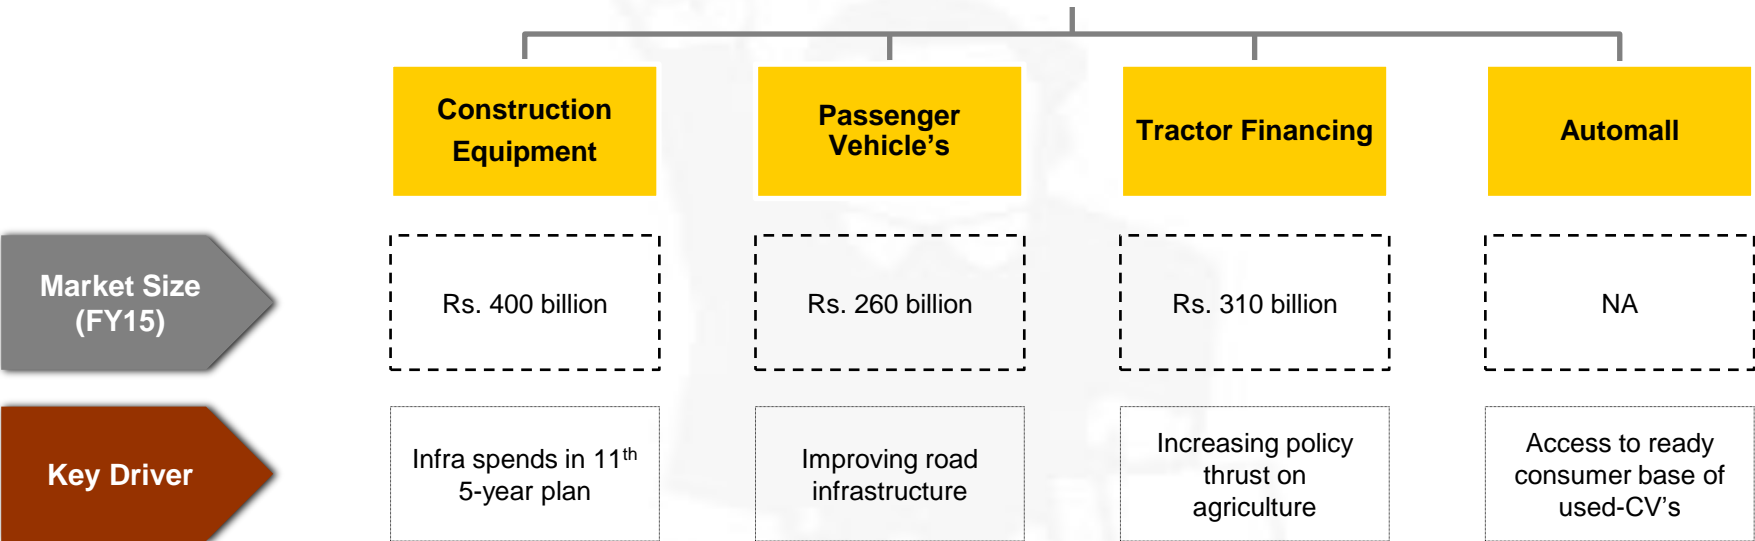 Construction
Equipment
Passenger
Vehicle's
Tractor Financing
Automall
Market Size
(FY15)
Rs. 400 billion
Rs. 260 billion
Rs. 310 billion
NA
Key Driver
Infra spends in 11th
5-year plan
Improving road
infrastructure
Increasing policy
thrust on
agriculture
Access to ready
consumer base of
used-CV's